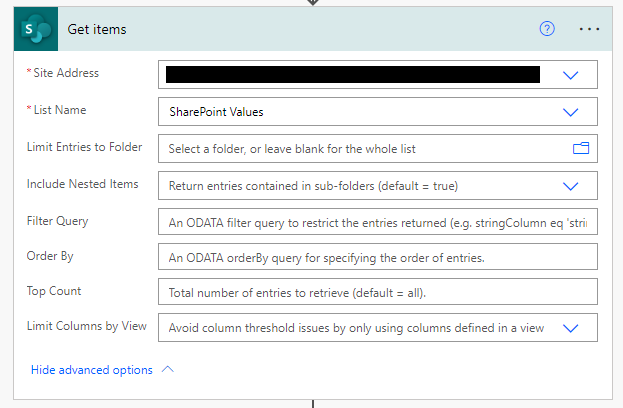 S
Get items
?
...
* Site Address
* List Name
SharePoint Values
Limit Entries to Folder
Select a folder, or leave blank for the whole list
Include Nested Items
Return entries contained in sub-folders (default = true)
Filter Query
An ODATA filter query to restrict the entries returned (e.g. stringColumn eq 'stri
Order By
An ODATA orderBy query for specifying the order of entries.
Top Count
Total number of entries to retrieve (default = all).
Limit Columns by View
Avoid column threshold issues by only using columns defined in a view
Hide advanced options